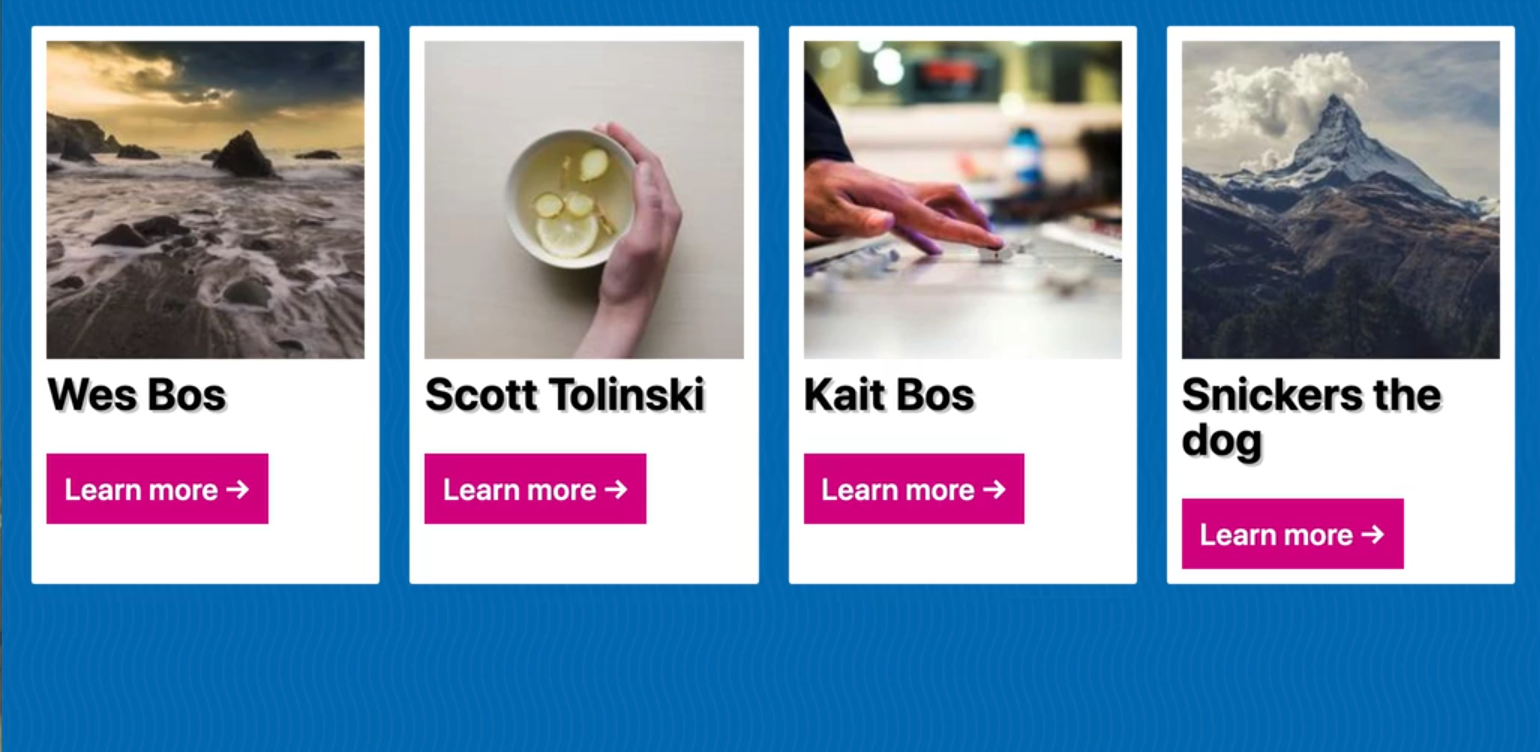 Wes Bos
Learn more →
Scott Tolinski
Learn more →
Kait Bos
Learn more →
Snickers the
dog
Learn more →